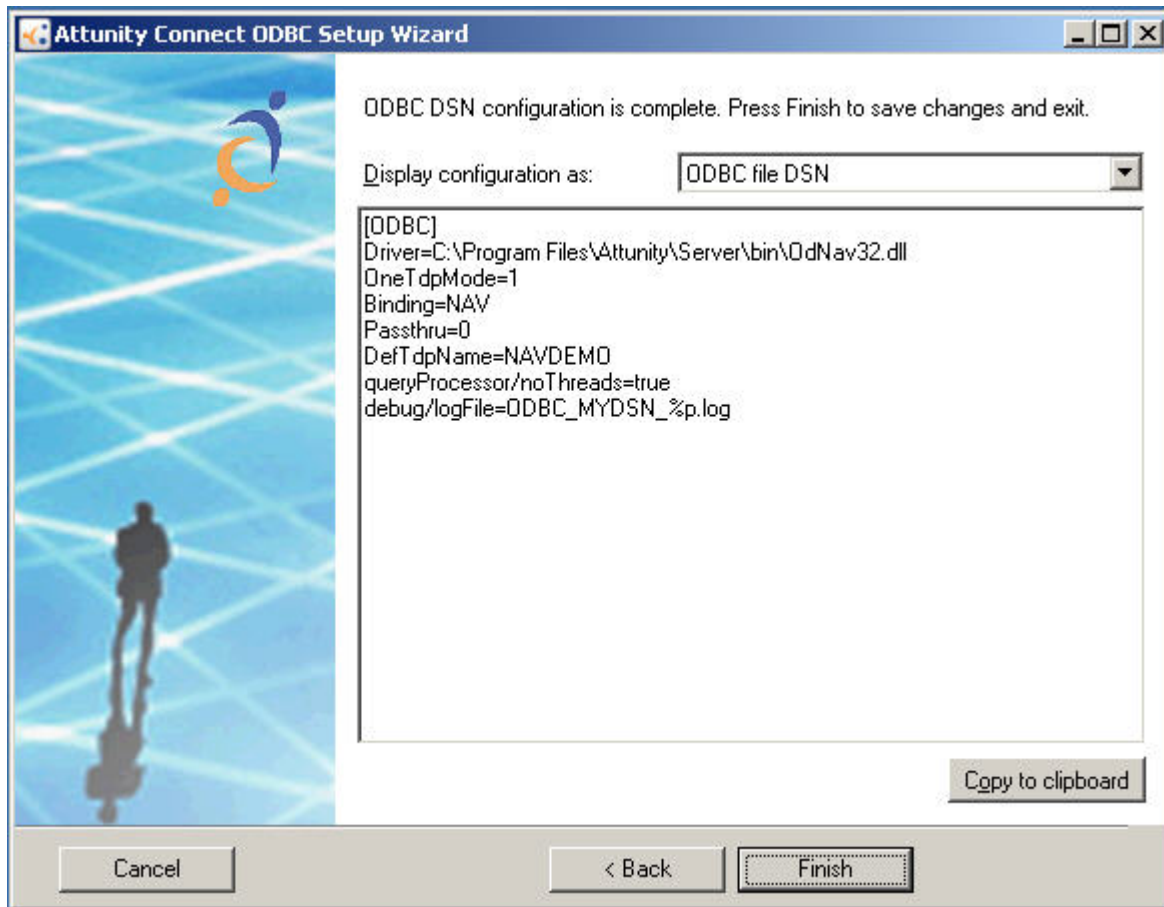 Attunity Connect ODBC Setup Wizard
ODBC DSN configuration is complete. Press Finish to save changes and exit.
Display configuration as: ODBC file DSN
[ODBC]
Driver=C:\Program Files\Attunity\Server\bin\OdNav32.dll
OneTdpMode=1
Binding=NAV
Passthru=0
DefTdpName=NAVDEMO
queryProcessor/noThreads=true
debug/logFile=ODBC_MYDSN_%p.log
Copy to clipboard
Cancel < Back Finish